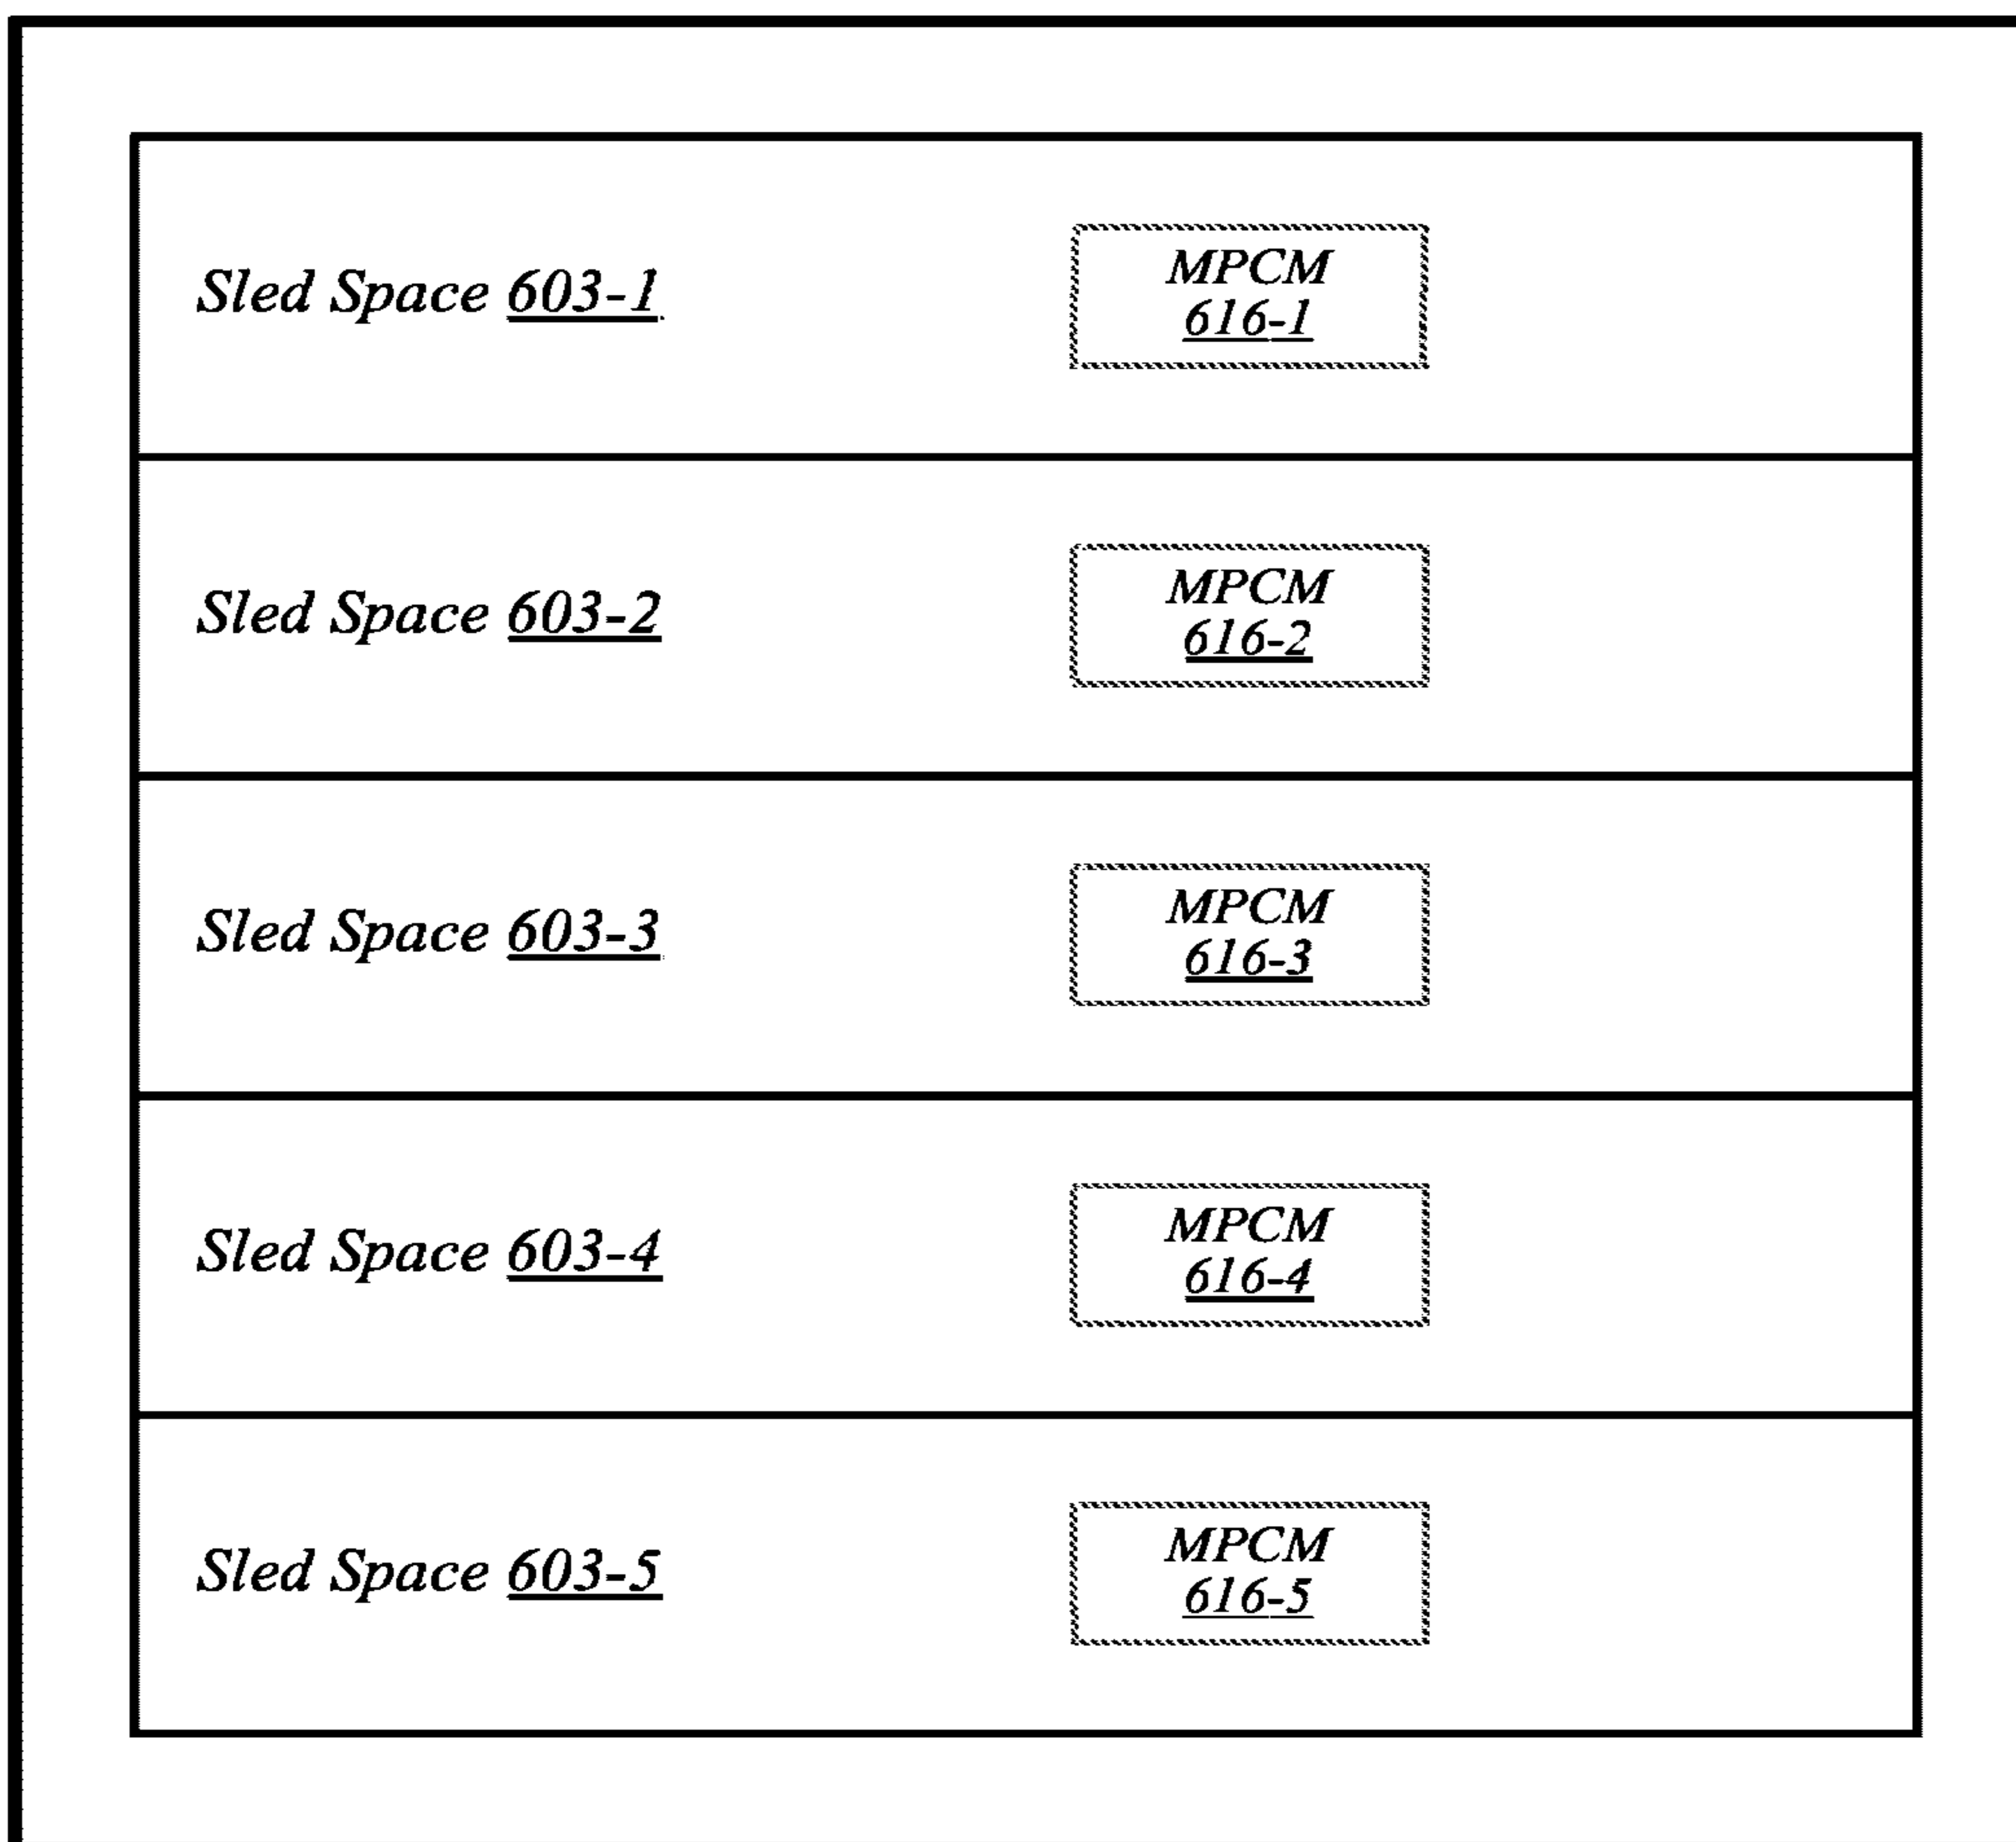 Sled Space 603-1
MPCM
616-1
Sled Space 603-2
MPCM
616-2
Sled Space 603-3
MPCM
616-3
Sled Space 603-4
MPCM
616-4
Sled Space 603-5
MPCM
616-5